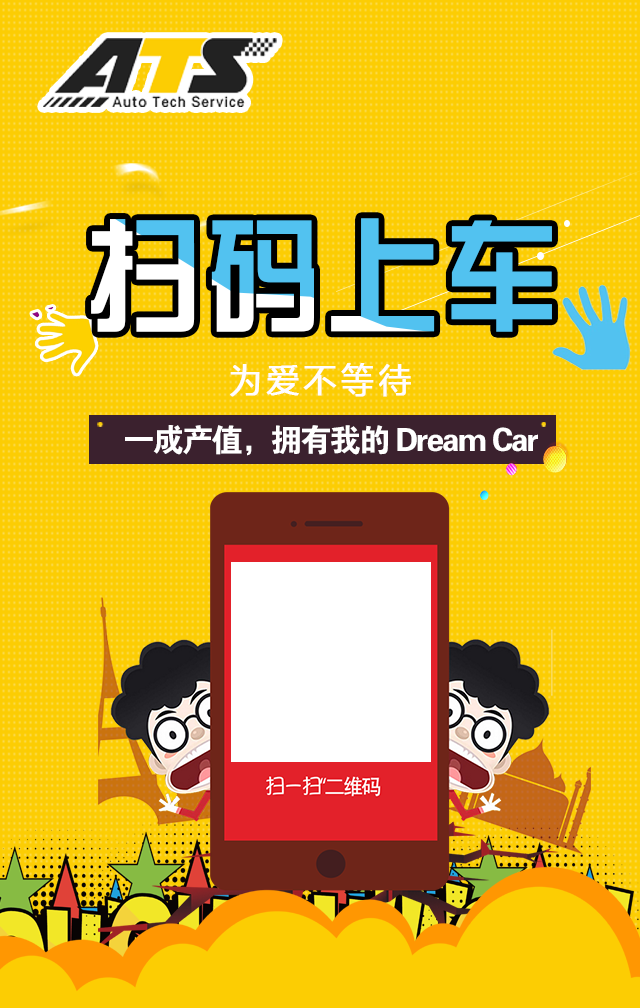 ATS
Auto Tech Service
扫码上车
为爱不等待
一成产值，拥有我的 Dream Car
扫一扫“二维码